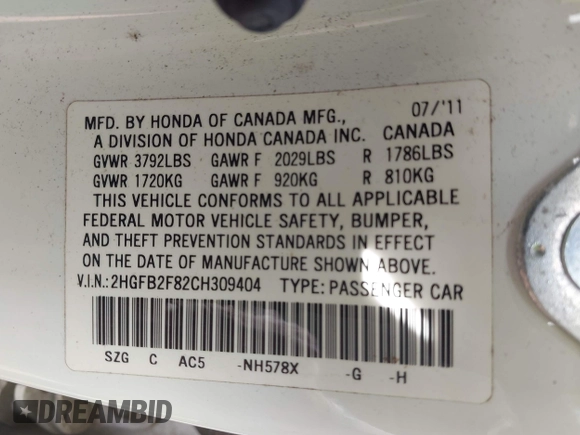 MFD. BY HONDA OF CANADA MFG., 07/'11
A DIVISION OF HONDA CANADA INC. CANADA
GVWR 3792LBS GAWR F 2029LBS R 1786LBS
GVWR 1720KG GAWR F 920KG R 810KG
THIS VEHICLE CONFORMS TO ALL APPLICABLE
FEDERAL MOTOR VEHICLE SAFETY, BUMPER,
AND THEFT PREVENTION STANDARDS IN EFFECT
ON THE DATE OF MANUFACTURE SHOWN ABOVE.
V.I.N.:2HGFB2F82CH309404 TYPE: PASSENGER CAR
SZG C AC5 -NH578X -G -H
DREAMBID